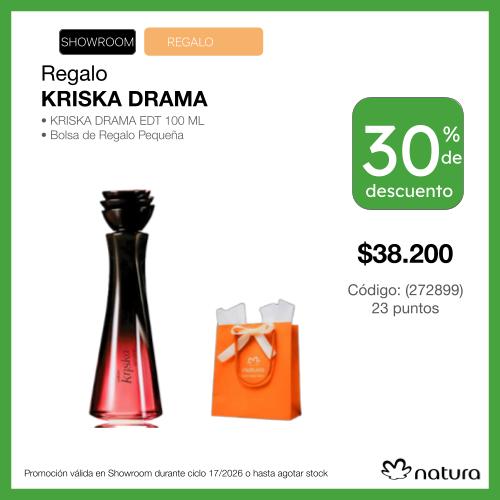 SHOWROOM
REGALO
Regalo
KRISKA DRAMA
• KRISKA DRAMA EDT 100 ML
• Bolsa de Regalo Pequeña
30%
de
descuento
$38.200
Código: (272899)
23 puntos
kriska
natura
Promoción válida en Showroom durante ciclo 17/2026 o hasta agotar stock
natura